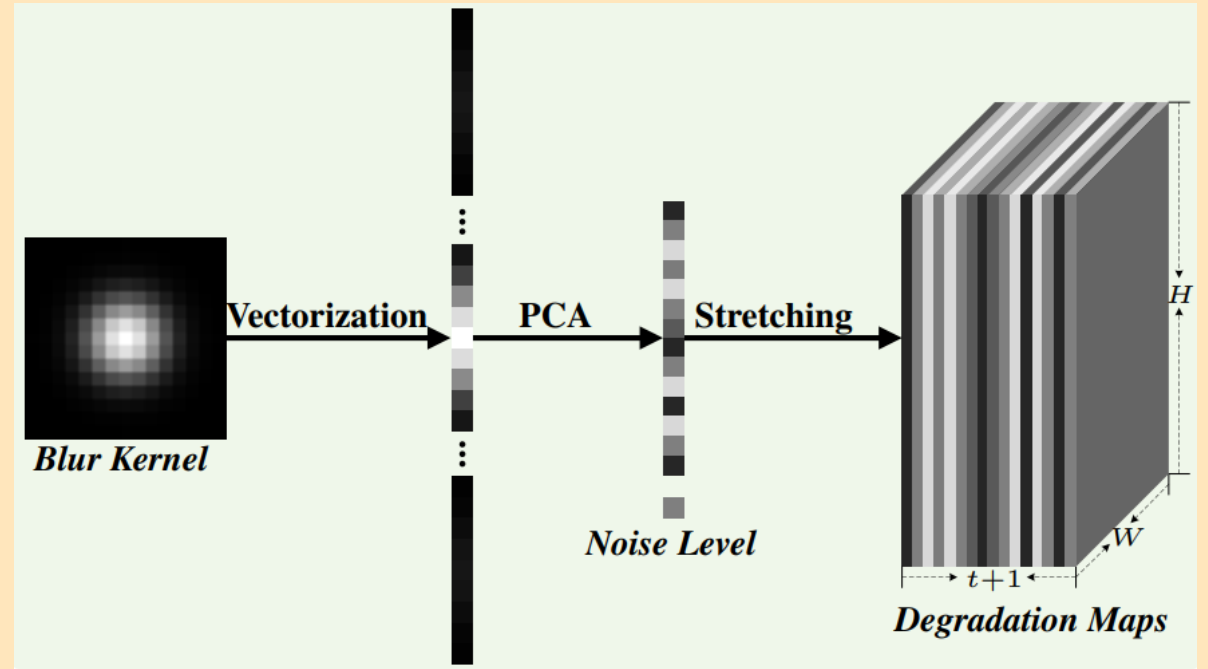 Vectorization
PCA
Stretching
Blur Kernel
Noise Level
H
W
t+1
Degradation Maps